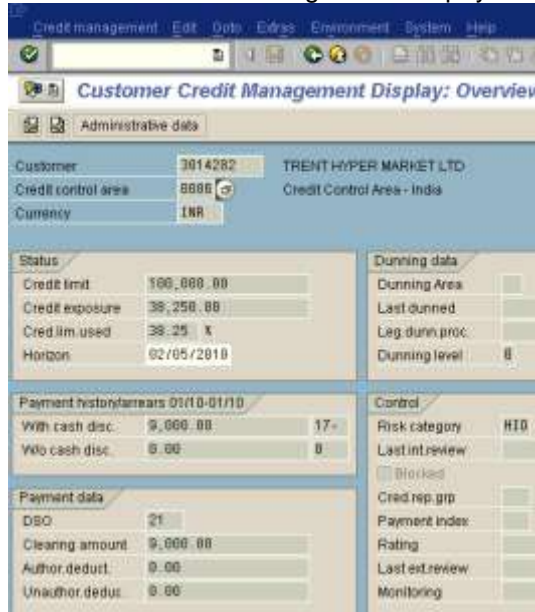 Credit management Edit Goto Extras Environment System Help
Customer Credit Management Display: Overview
Administrative data
Customer 3014282 TRENT HYPER MARKET LTD
Credit control area Credit Control Area - India
Currency INR
Status Dunning data
Credit limit 100,000.00 Dunning Area
Credit exposure 38,250.00 Last dunned
Cred.lim.used 38.25 % Leg.dunn.proc.
Horizon 02/05/2010 Dunning level 0
Payment history/arrears 01/10-01/10 Control
With cash disc. 9,000.00 17- Risk category HIG
W/o cash disc. 0.00 0 Last int.review
Blocked
Payment data Cred.rep.grp
DSO 21 Payment index
Clearing amount 9,000.00 Rating
Author.deduct. 0.00 Last ext.review
Unauthor.deduc. 0.00 Monitoring